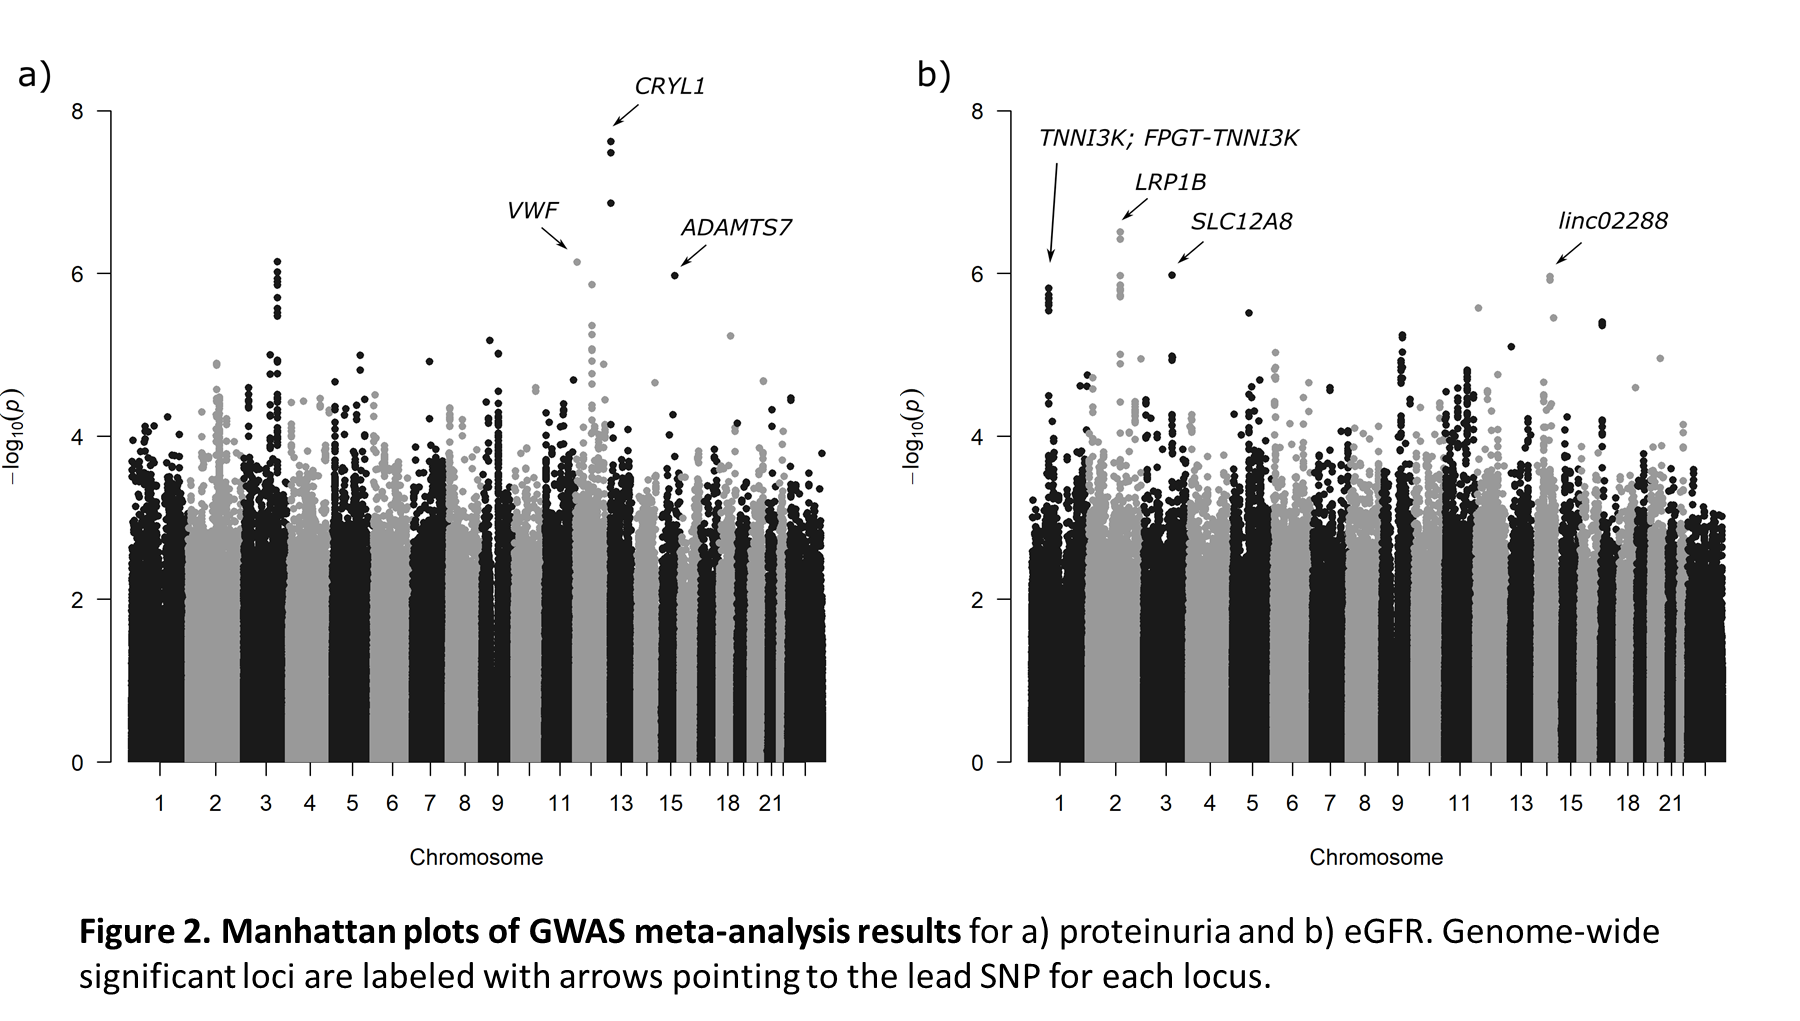 a)
CRYL1
VWF
ADAMTS7
8
6
4
2
0
−log10(p)
1 2 3 4 5 6 7 8 9 11 13 15 18 21
Chromosome
b)
TNNI3K; FPGT-TNNI3K
LRP1B
SLC12A8
linc02288
8
6
4
2
0
−log10(p)
1 2 3 4 5 6 7 8 9 11 13 15 18 21
Chromosome
Figure 2. Manhattan plots of GWAS meta-analysis results for a) proteinuria and b) eGFR. Genome-wide
significant loci are labeled with arrows pointing to the lead SNP for each locus.